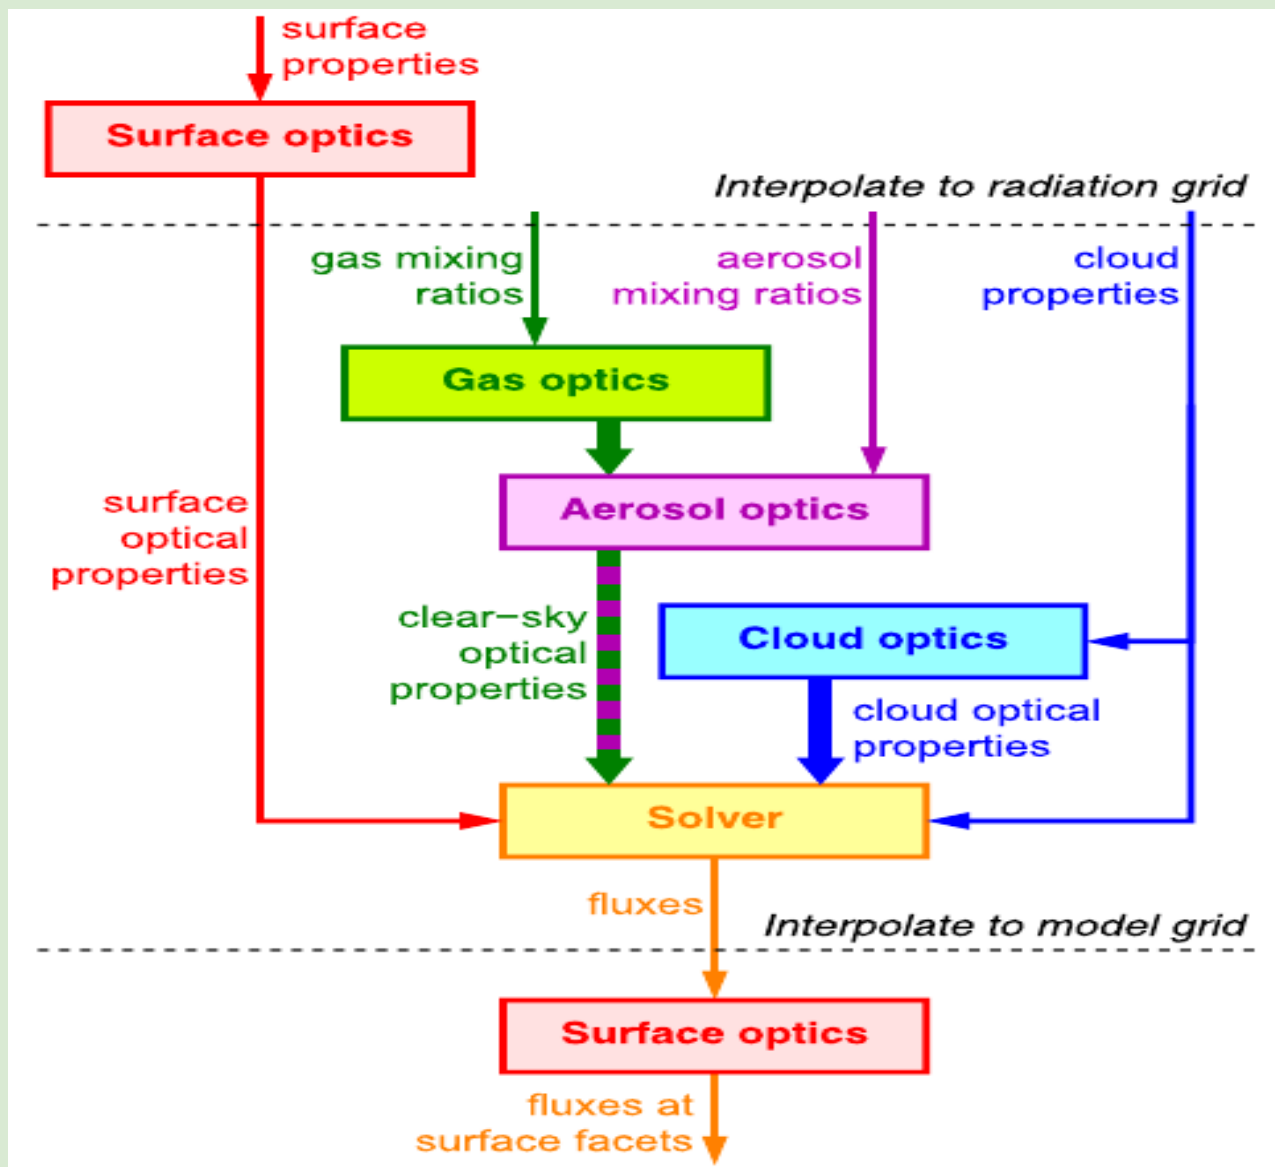 surface
properties
Surface optics
Interpolate to radiation grid
gas mixing
ratios
aerosol
mixing ratios
cloud
properties
Gas optics
surface
optical
properties
Aerosol optics
clear-sky
optical
properties
Cloud optics
cloud optical
properties
Solver
fluxes
Interpolate to model grid
Surface optics
fluxes at
surface facets